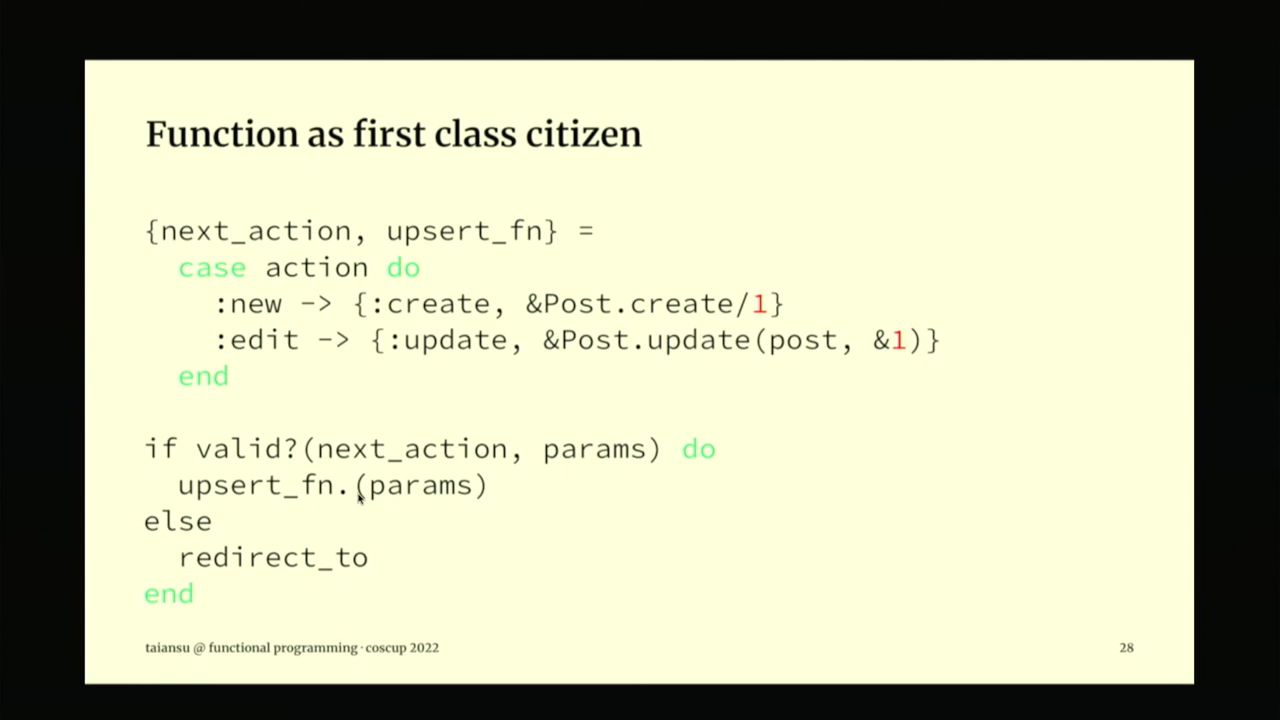 Function as first class citizen
{next_action, upsert_fn} =
case action do
:new -> {:create, &Post.create/1}
:edit -> {:update, &Post.update(post, &1)}
end
if valid?(next_action, params) do
upsert_fn.(params)
else
redirect_to
end
taiansu @ functional programming · coscup 2022
28